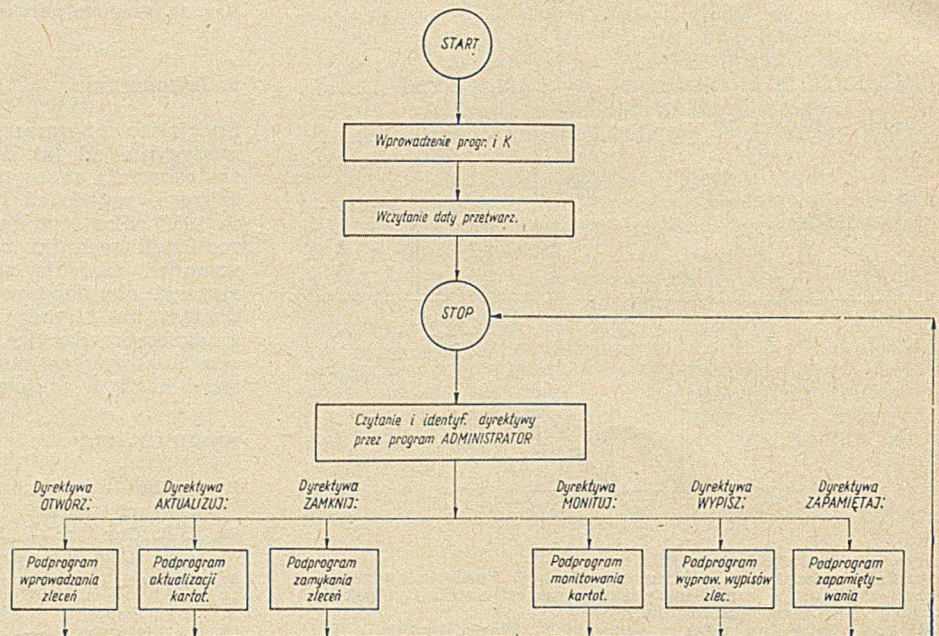 START
Wprowadzenie progr. i K
Wczytanie daty przetwarz.
STOP
Czytanie i identyf. dyrektywy
przez program ADMINISTRATOR
Dyrektywa
OTWÓRZ:
Dyrektywa
AKTUALIZUJ:
Dyrektywa
ZAMKNIJ:
Dyrektywa
MONITUJ:
Dyrektywa
WYPISZ:
Dyrektywa
ZAPAMIĘTAJ:
Podprogram
wprowadzania
zleceń
Podprogram
aktualizacji
kartot.
Podprogram
zamykania
zleceń
Podprogram
monitowania
kartot.
Podprogram
wyprow. wypisów
zlec.
Podprogram
zapamięty-
wania